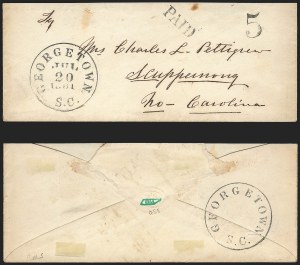 PAID
5
GEORGETOWN
JUL
20
1861
S.C.
Mrs Charles L. Pettigrew
Scuppernong
No- Carolina
GEORGETOWN
S.C.